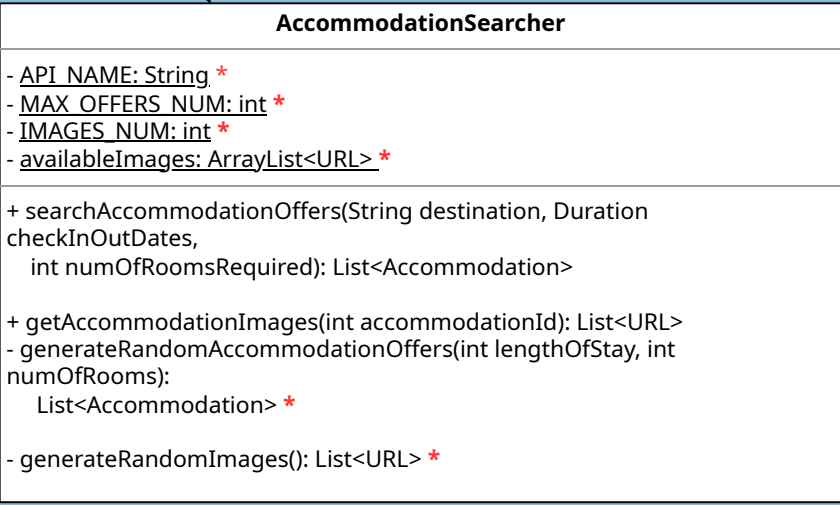 AccommodationSearcher
- API_NAME: String *
- MAX_OFFERS_NUM: int *
- IMAGES_NUM: int *
- availableImages: ArrayList<URL> *
+ searchAccommodationOffers(String destination, Duration
checkInOutDates,
int numOfRoomsRequired): List<Accommodation>
+ getAccommodationImages(int accommodationId): List<URL>
- generateRandomAccommodationOffers(int lengthOfStay, int
numOfRooms):
List<Accommodation> *
- generateRandomImages(): List<URL> *